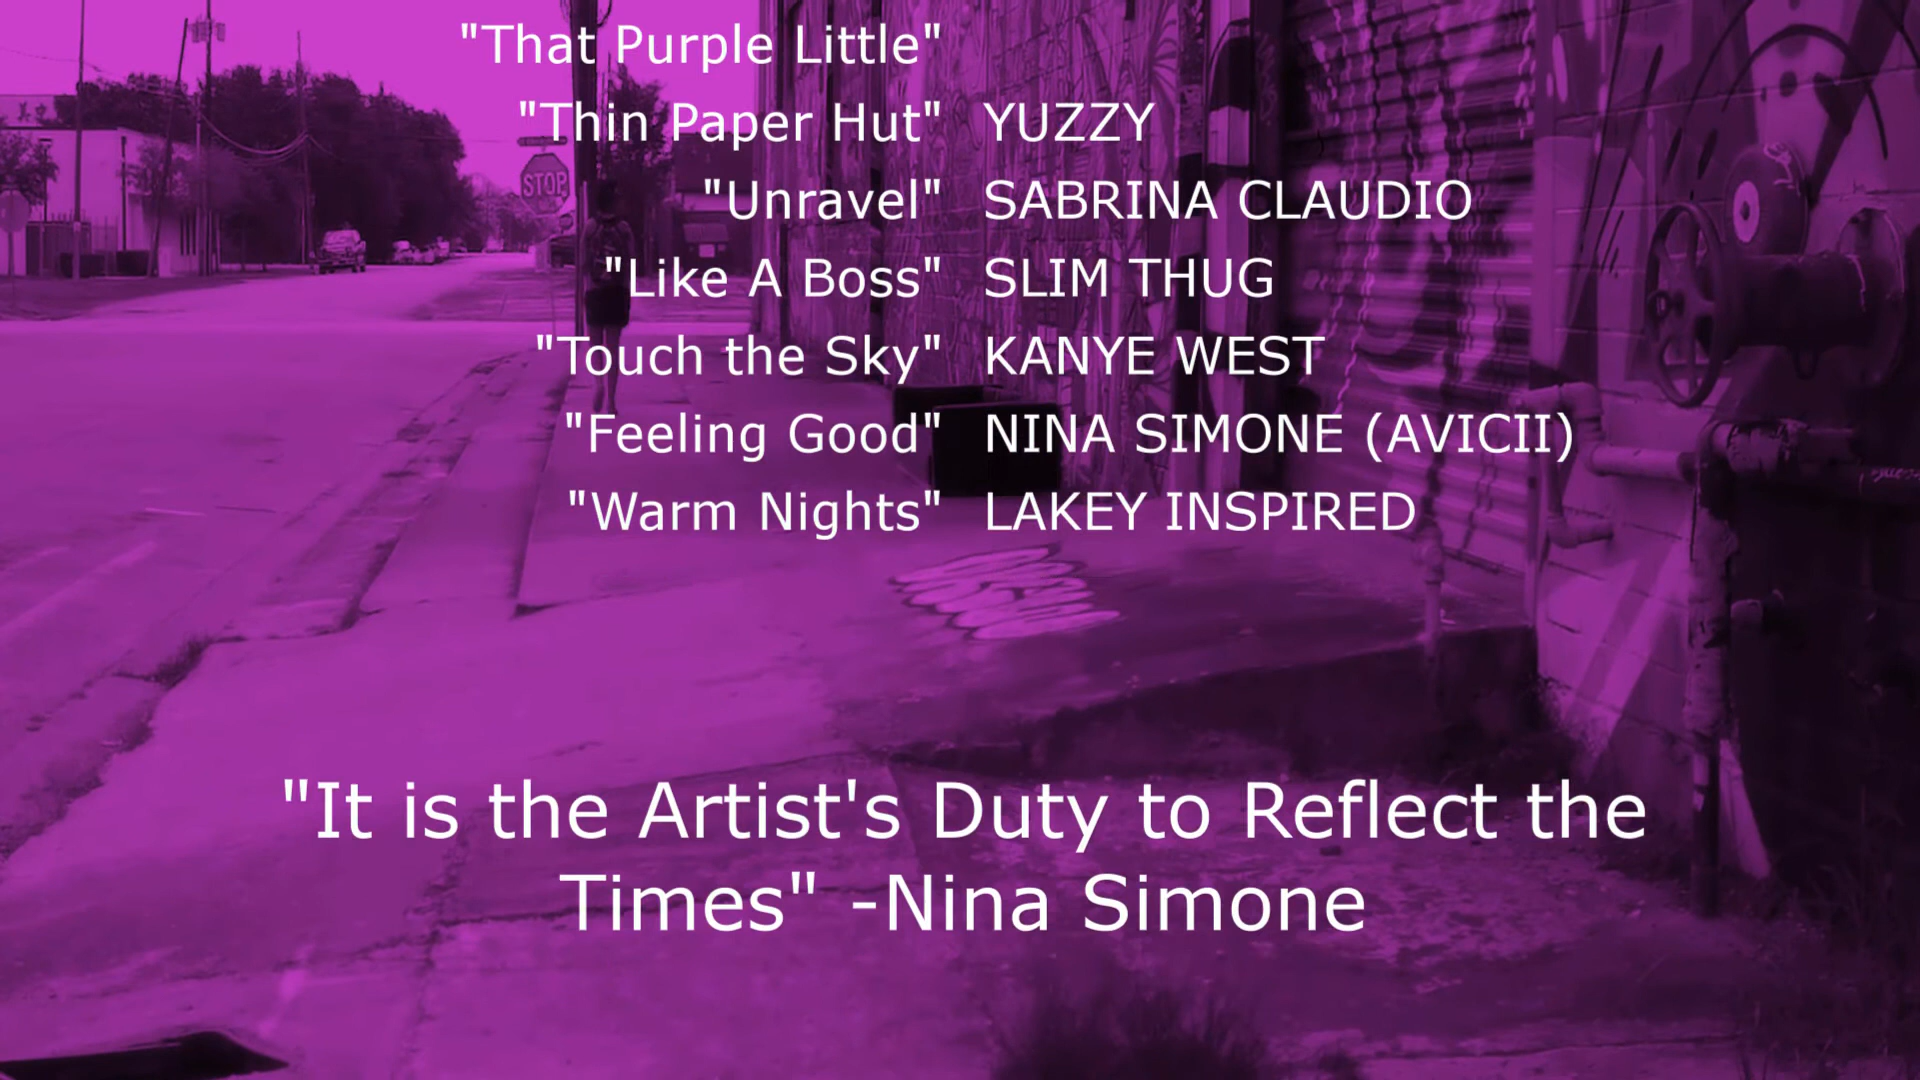 "That Purple Little"
"Thin Paper Hut" YUZZY
"Unravel" SABRINA CLAUDIO
"Like A Boss" SLIM THUG
"Touch the Sky" KANYE WEST
"Feeling Good" NINA SIMONE (AVICII)
"Warm Nights" LAKEY INSPIRED
STOP
"It is the Artist's Duty to Reflect the
Times" -Nina Simone